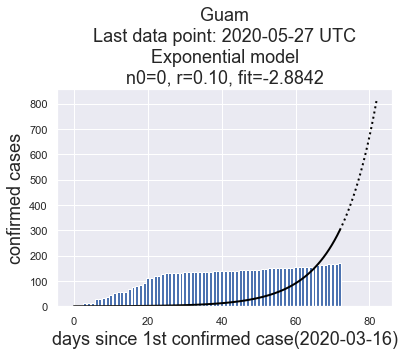 Guam
Last data point: 2020-05-27 UTC
Exponential model
n0=0, r=0.10, fit=-2.8842
confirmed cases
800
700
600
500
400
300
200
100
0
0 20 40 60 80
days since 1st confirmed case(2020-03-16)